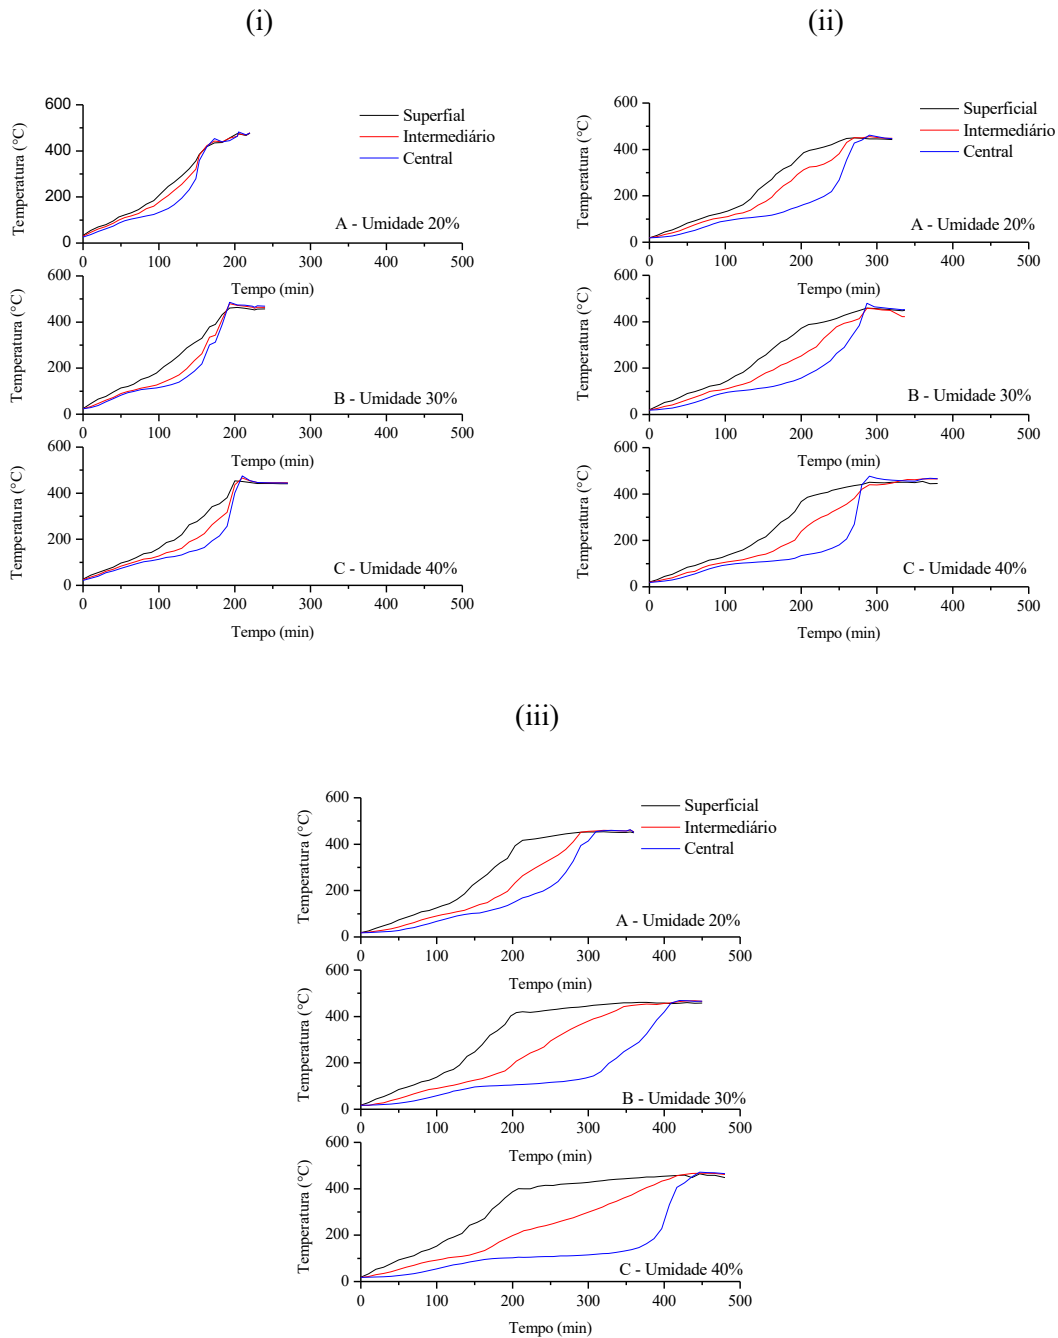 (i)
(ii)
600
400
200
0
Temperatura (°C)
Superfial
Intermediário
Central
A - Umidade 20%
0 100 200 300 400 500
Tempo (min)
600
400
200
0
Temperatura (°C)
B - Umidade 30%
0 100 200 300 400 500
Tempo (min)
600
400
200
0
Temperatura (°C)
C - Umidade 40%
0 100 200 300 400 500
Tempo (min)
600
400
200
0
Temperatura (°C)
Superficial
Intermediário
Central
A - Umidade 20%
0 100 200 300 400 500
Tempo (min)
600
400
200
0
Temperatura (°C)
B - Umidade 30%
0 100 200 300 400 500
Tempo (min)
600
400
200
0
Temperatura (°C)
C - Umidade 40%
0 100 200 300 400 500
Tempo (min)
(iii)
600
400
200
0
Temperatura (°C)
Superficial
Intermediário
Central
A - Umidade 20%
0 100 200 300 400 500
Tempo (min)
600
400
200
0
Temperatura (°C)
B - Umidade 30%
0 100 200 300 400 500
Tempo (min)
600
400
200
0
Temperatura (°C)
C - Umidade 40%
0 100 200 300 400 500
Tempo (min)